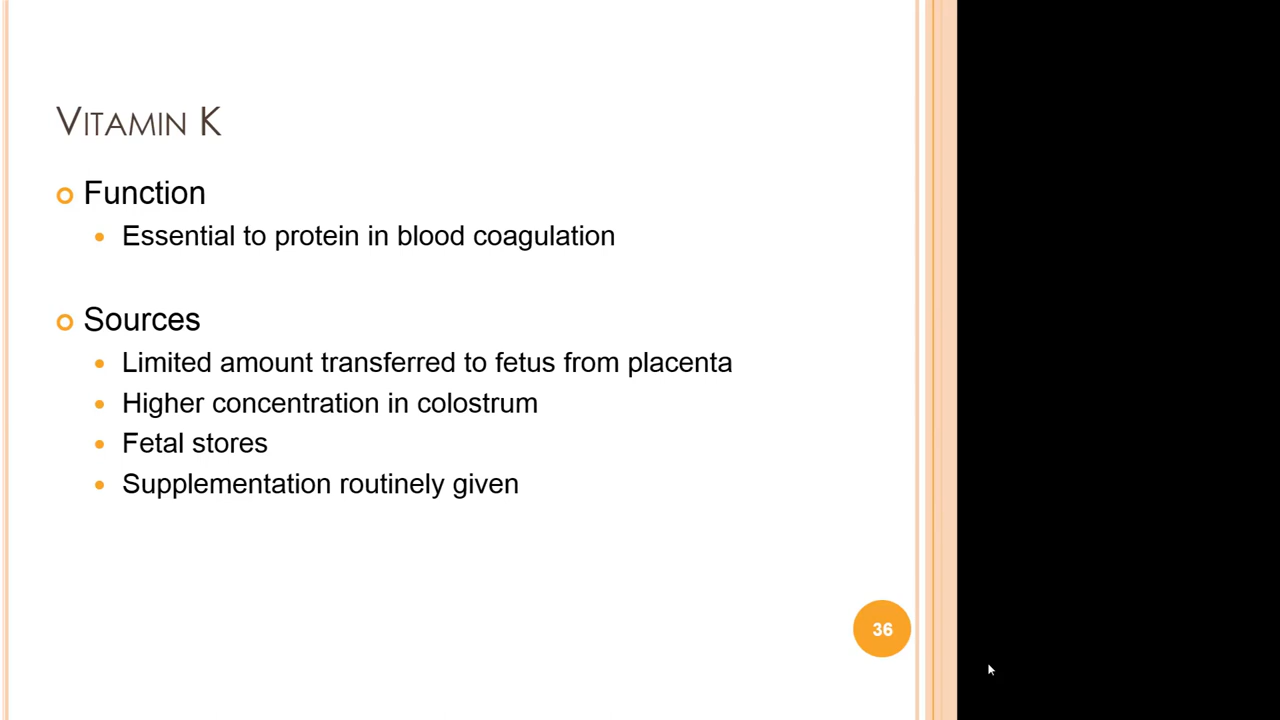 Vitamin K
Function
Essential to protein in blood coagulation
Sources
Limited amount transferred to fetus from placenta
Higher concentration in colostrum
Fetal stores
Supplementation routinely given
36